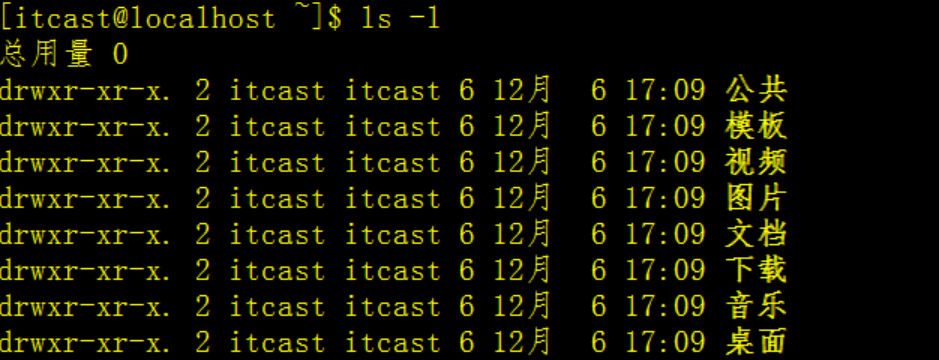 [itcast@localhost ~]$ ls -l
总用量 0
drwxr-xr-x. 2 itcast itcast 6 12月  6 17:09 公共
drwxr-xr-x. 2 itcast itcast 6 12月  6 17:09 模板
drwxr-xr-x. 2 itcast itcast 6 12月  6 17:09 视频
drwxr-xr-x. 2 itcast itcast 6 12月  6 17:09 图片
drwxr-xr-x. 2 itcast itcast 6 12月  6 17:09 文档
drwxr-xr-x. 2 itcast itcast 6 12月  6 17:09 下载
drwxr-xr-x. 2 itcast itcast 6 12月  6 17:09 音乐
drwxr-xr-x. 2 itcast itcast 6 12月  6 17:09 桌面